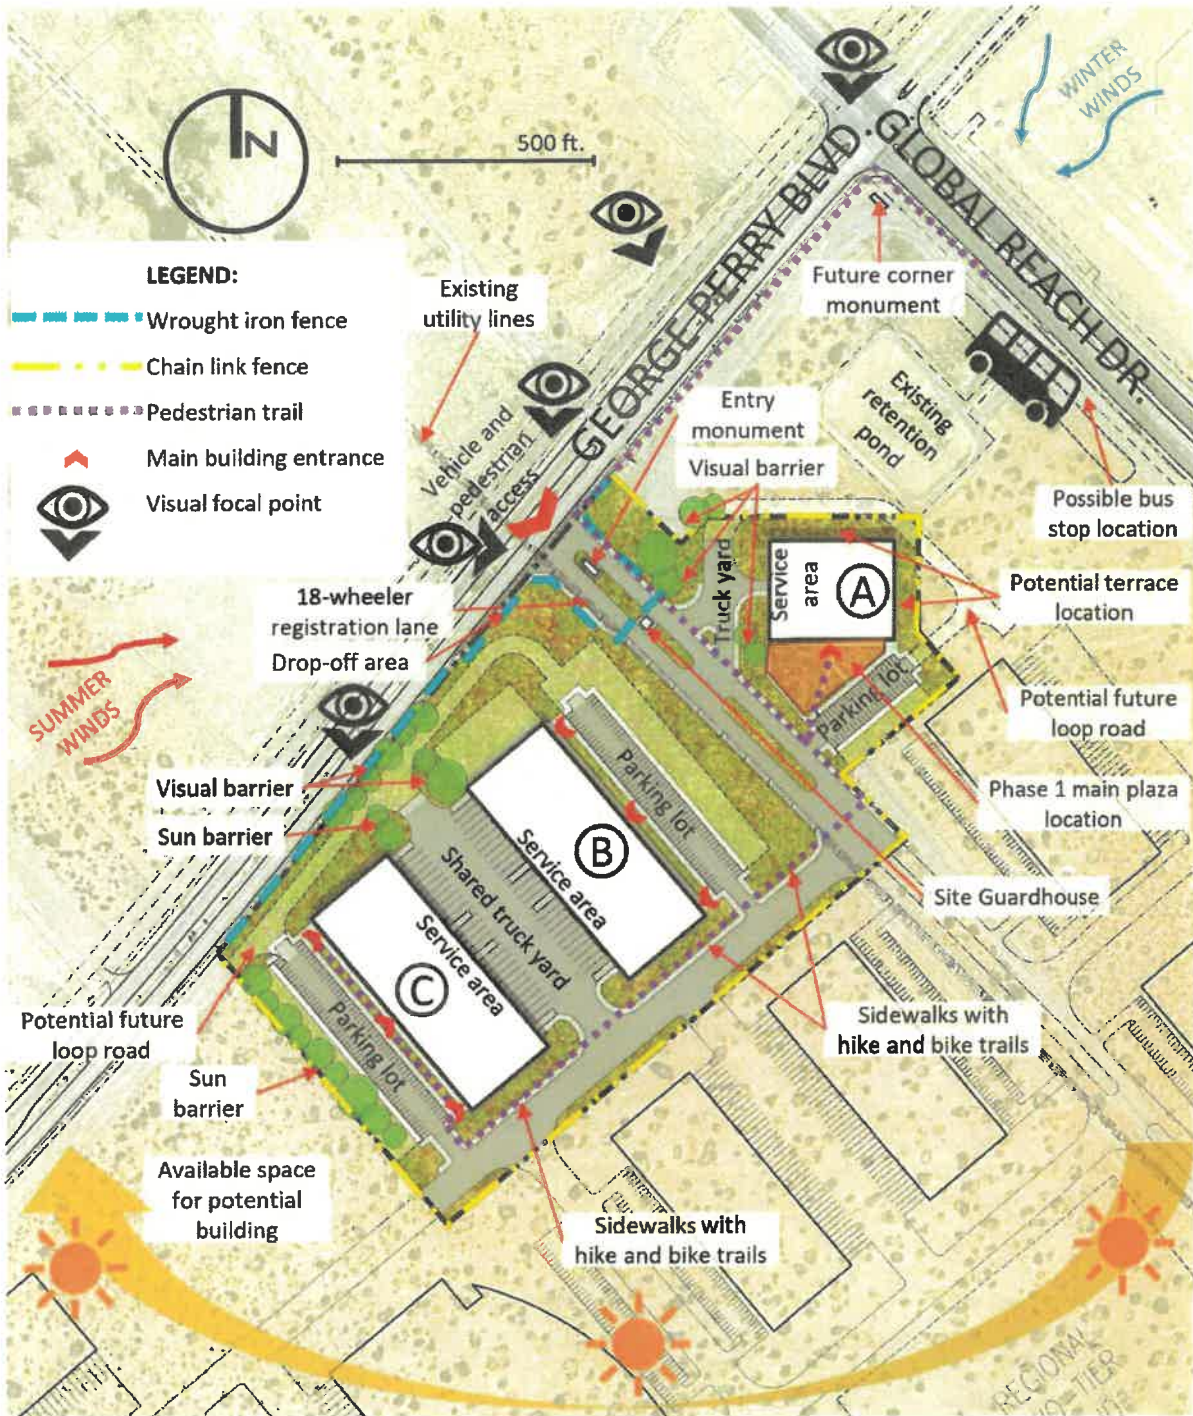 WINTER
WINDS
N
500 ft.
GEORGE PERRY BLVD.
GLOBAL REACH DR.
LEGEND:
Wrought iron fence
Chain link fence
Pedestrian trail
Main building entrance
Visual focal point
Existing
utility lines
Future corner
monument
Vehicle and
pedestrian
access
Entry
monument
Visual barrier
Existing
retention
pond
Possible bus
stop location
Truck yard
Service
area
A
Potential terrace
location
18-wheeler
registration lane
Drop-off area
SUMMER
WINDS
Parking lot
Potential future
loop road
Phase 1 main plaza
location
Visual barrier
Sun barrier
Parking lot
B
Service area
Shared truck yard
Service area
C
Parking lot
Site Guardhouse
Sidewalks with
hike and bike trails
Potential future
loop road
Sun
barrier
Available space
for potential
building
Sidewalks with
hike and bike trails
REGIONAL